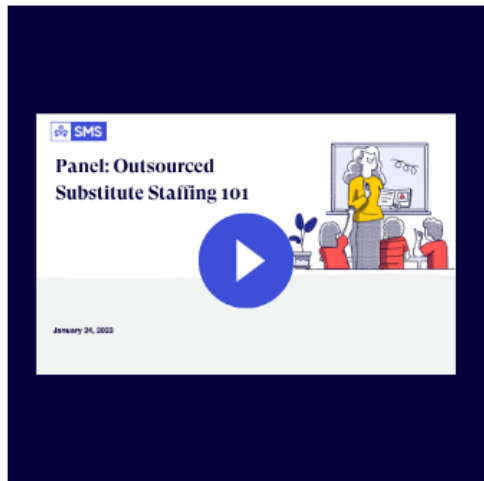 SMS
Panel: Outsourced
Substitute Staffing 101
January 24, 2023